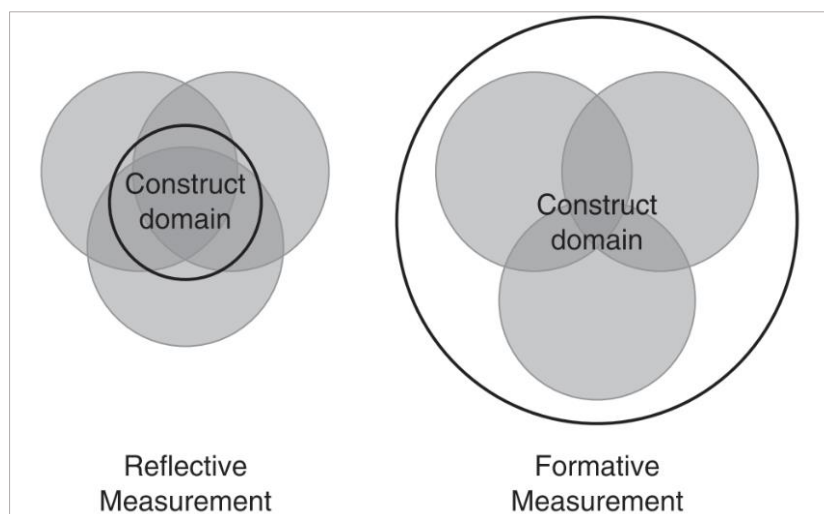 Construct
domain
Construct
domain
Reflective
Measurement
Formative
Measurement